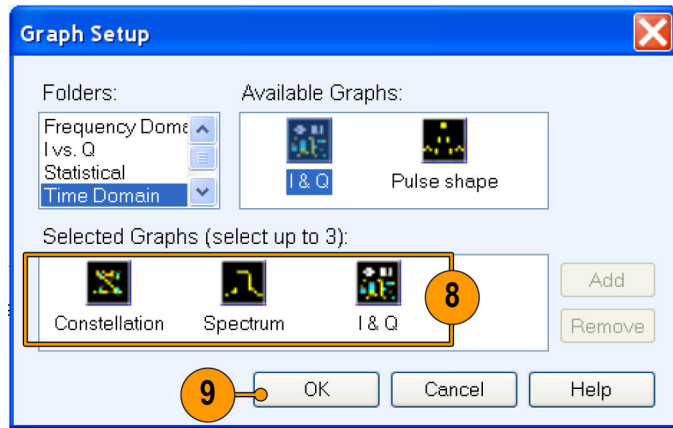 Graph Setup
Folders: Available Graphs:
Frequency Doma
I vs. Q
Statistical
Time Domain
I & Q Pulse shape
Selected Graphs (select up to 3):
Constellation Spectrum I & Q
8
Add
Remove
9
OK Cancel Help